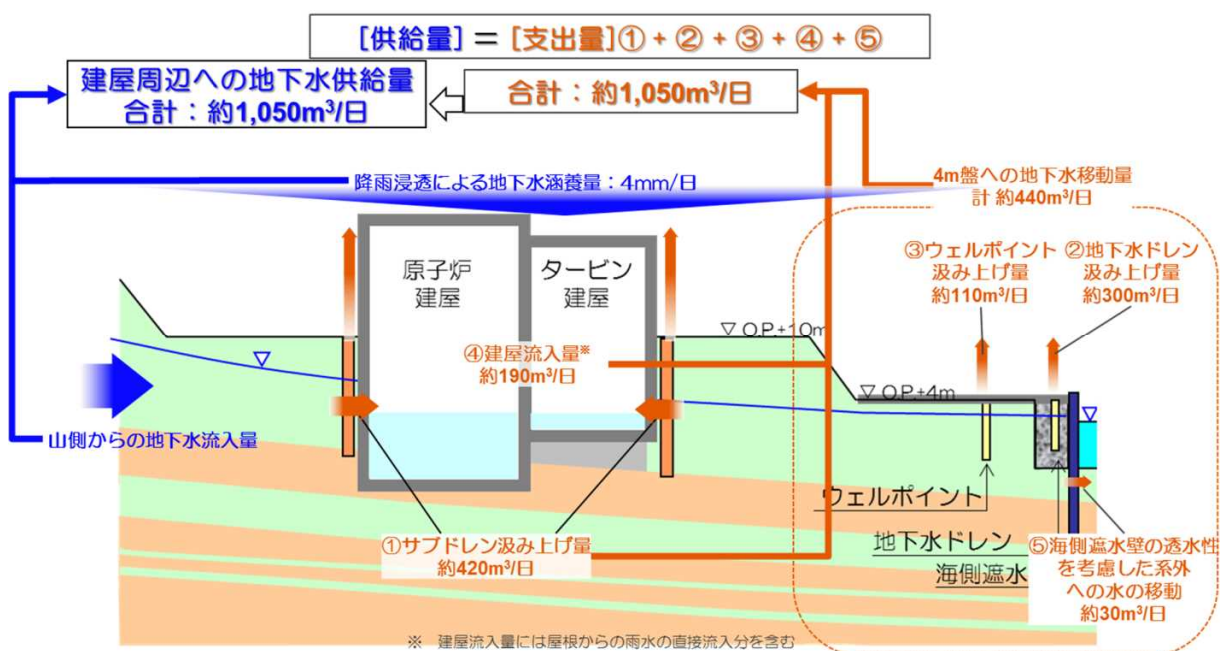 [供給量] = [支出量]① + ② + ③ + ④ + ⑤
建屋周辺への地下水供給量
合計：約1,050m³/日
合計：約1,050m³/日
降雨浸透による地下水涵養量：4mm/日
4m盤への地下水移動量
計 約440m³/日
原子炉
建屋
タービン
建屋
③ウェルポイント
汲み上げ量
約110m³/日
②地下水ドレン
汲み上げ量
約300m³/日
▽ O.P.+10m
④建屋流入量※
約190m³/日
▽ O.P.+4m
山側からの地下水流入量
ウェルポイント
①サブドレン汲み上げ量
約420m³/日
地下水ドレン
海側遮水
⑤海側遮水壁の透水性
を考慮した系外
への水の移動
約30m³/日
※　建屋流入量には屋根からの雨水の直接流入分を含む